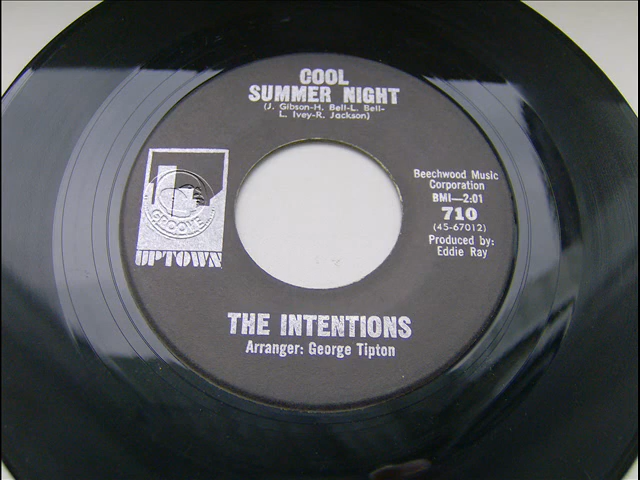 COOL
SUMMER NIGHT
(J. Gibson-H. Bell-L. Bell-
L. Ivey-R. Jackson)
GROOVE
UPTOWN
Beechwood Music
Corporation
BMI—2:01
710
(45-67012)
Produced by:
Eddie Ray
THE INTENTIONS
Arranger: George Tipton